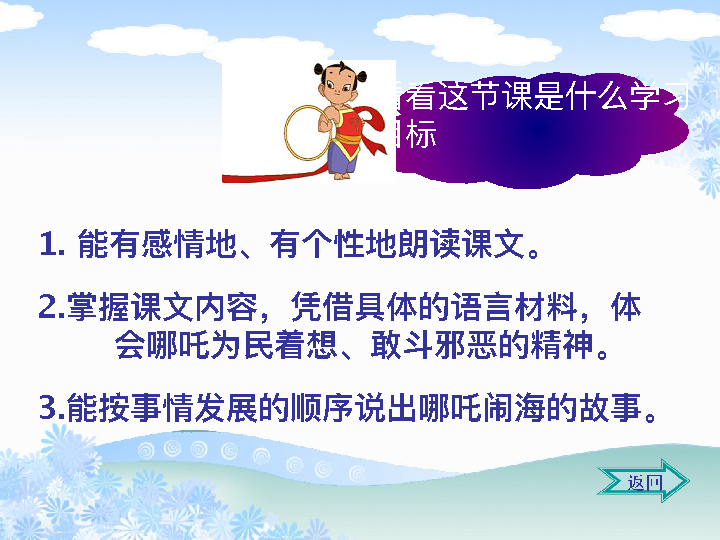 看看这节课是什么学习
目标
1. 能有感情地、有个性地朗读课文。
2.掌握课文内容，凭借具体的语言材料，体
会哪吒为民着想、敢斗邪恶的精神。
3.能按事情发展的顺序说出哪吒闹海的故事。
返回